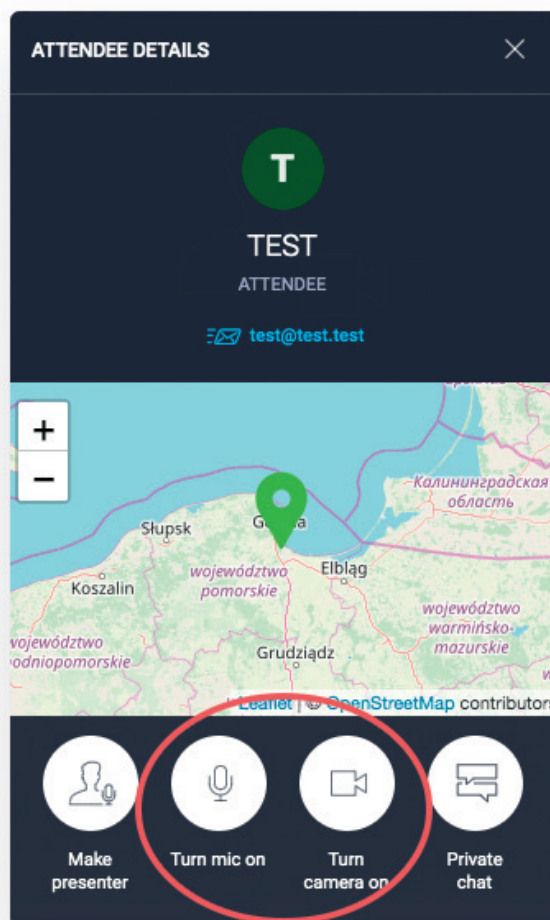 ATTENDEE DETAILS
T
TEST
ATTENDEE
test@test.test
+
−
Калининградская
область
Słupsk
Elbląg
Koszalin
województwo
pomorskie
województwo
warmińsko-
mazurskie
Grudziądz
województwo
odniopomorskie
Leaflet | © OpenStreetMap contributors
Make
presenter
Turn mic on
Turn
camera on
Private
chat